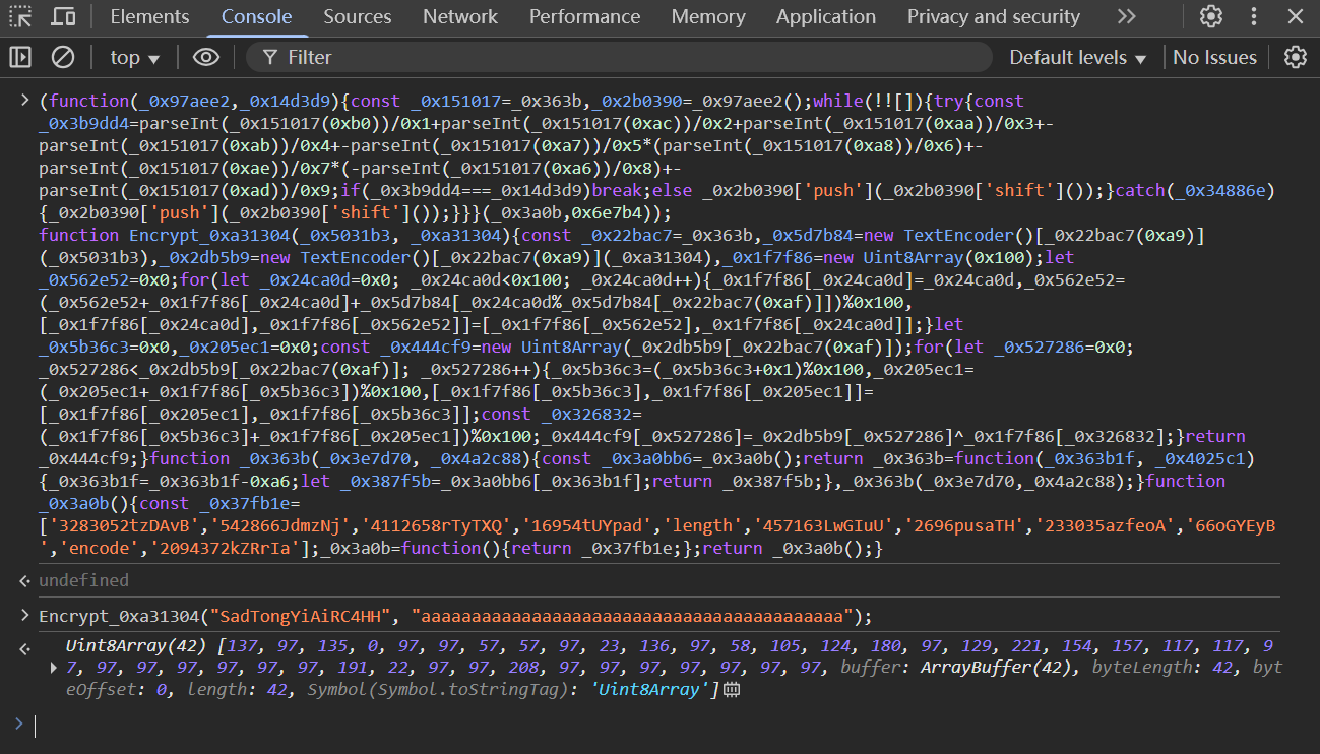 Elements Console Sources Network Performance Memory Application Privacy and security
top Filter Default levels No Issues
(function(_0x97aee2,_0x14d3d9){const _0x151017=_0x363b,_0x2b0390=_0x97aee2();while(!![]){try{const
_0x3b9dd4=parseInt(_0x151017(0xb0))/0x1+parseInt(_0x151017(0xac))/0x2+parseInt(_0x151017(0xaa))/0x3+-
parseInt(_0x151017(0xab))/0x4+-parseInt(_0x151017(0xa7))/0x5*(parseInt(_0x151017(0xa8))/0x6)+-
parseInt(_0x151017(0xae))/0x7*(-parseInt(_0x151017(0xa6))/0x8)+-
parseInt(_0x151017(0xad))/0x9;if(_0x3b9dd4===_0x14d3d9)break;else _0x2b0390['push'](_0x2b0390['shift']());}catch(_0x34886e)
{_0x2b0390['push'](_0x2b0390['shift']());}}}(_0x3a0b,0x6e7b4));
function Encrypt_0xa31304(_0x5031b3, _0xa31304){const _0x22bac7=_0x363b,_0x5d7b84=new TextEncoder()[_0x22bac7(0xa9)]
(_0x5031b3),_0x2db5b9=new TextEncoder()[_0x22bac7(0xa9)](_0xa31304),_0x1f7f86=new Uint8Array(0x100);let
_0x562e52=0x0;for(let _0x24ca0d=0x0; _0x24ca0d<0x100; _0x24ca0d++){_0x1f7f86[_0x24ca0d]=_0x24ca0d,_0x562e52=
(_0x562e52+_0x1f7f86[_0x24ca0d]+_0x5d7b84[_0x24ca0d%_0x5d7b84[_0x22bac7(0xaf)]])%0x100,
[_0x1f7f86[_0x24ca0d],_0x1f7f86[_0x562e52]]=[_0x1f7f86[_0x562e52],_0x1f7f86[_0x24ca0d]];}let
_0x5b36c3=0x0,_0x205ec1=0x0;const _0x444cf9=new Uint8Array(_0x2db5b9[_0x22bac7(0xaf)]);for(let _0x527286=0x0;
_0x527286<_0x2db5b9[_0x22bac7(0xaf)]; _0x527286++){_0x5b36c3=(_0x5b36c3+0x1)%0x100,_0x205ec1=
(_0x205ec1+_0x1f7f86[_0x5b36c3])%0x100,[_0x1f7f86[_0x5b36c3],_0x1f7f86[_0x205ec1]]=
[_0x1f7f86[_0x205ec1],_0x1f7f86[_0x5b36c3]];const _0x326832=
(_0x1f7f86[_0x5b36c3]+_0x1f7f86[_0x205ec1])%0x100;_0x444cf9[_0x527286]=_0x2db5b9[_0x527286]^_0x1f7f86[_0x326832];}return
_0x444cf9;}function _0x363b(_0x3e7d70, _0x4a2c88){const _0x3a0bb6=_0x3a0b();return _0x363b=function(_0x363b1f, _0x4025c1)
{_0x363b1f=_0x363b1f-0xa6;let _0x387f5b=_0x3a0bb6[_0x363b1f];return _0x387f5b;},_0x363b(_0x3e7d70,_0x4a2c88);}function
_0x3a0b(){const _0x37fb1e=
['3283052tzDAvB','542866JdmzNj','4112658rTyTXQ','16954tUYpad','length','457163LwGIuU','2696pusaTH','233035azfeoA','66oGYEyB
','encode','2094372kZRrIa'];_0x3a0b=function(){return _0x37fb1e;};return _0x3a0b();}
undefined
Encrypt_0xa31304("SadTongYiAiRC4HH", "aaaaaaaaaaaaaaaaaaaaaaaaaaaaaaaaaaaaaaaaaa");
Uint8Array(42) [137, 97, 135, 0, 97, 97, 57, 57, 97, 23, 136, 97, 58, 105, 124, 180, 97, 129, 221, 154, 157, 117, 117, 9
7, 97, 97, 97, 97, 97, 97, 191, 22, 97, 97, 208, 97, 97, 97, 97, 97, 97, 97, buffer: ArrayBuffer(42), byteLength: 42, byt
eOffset: 0, length: 42, Symbol(Symbol.toStringTag): 'Uint8Array']